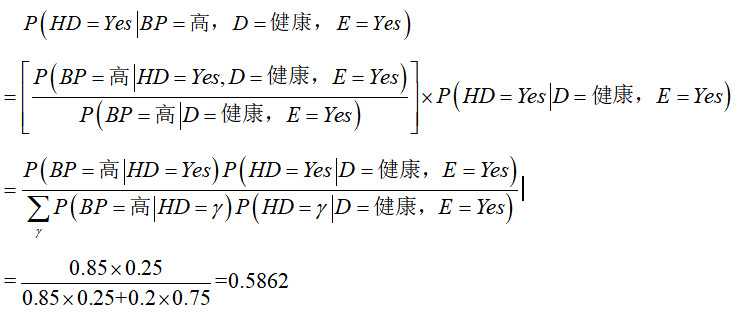 P(HD=Yes|BP=高，D=健康，E=Yes)
=[P(BP=高|HD=Yes,D=健康，E=Yes)/P(BP=高|D=健康，E=Yes)]×P(HD=Yes|D=健康，E=Yes)
=P(BP=高|HD=Yes)P(HD=Yes|D=健康，E=Yes)/∑γ P(BP=高|HD=γ)P(HD=γ|D=健康，E=Yes)
=0.85×0.25/0.85×0.25+0.2×0.75=0.5862